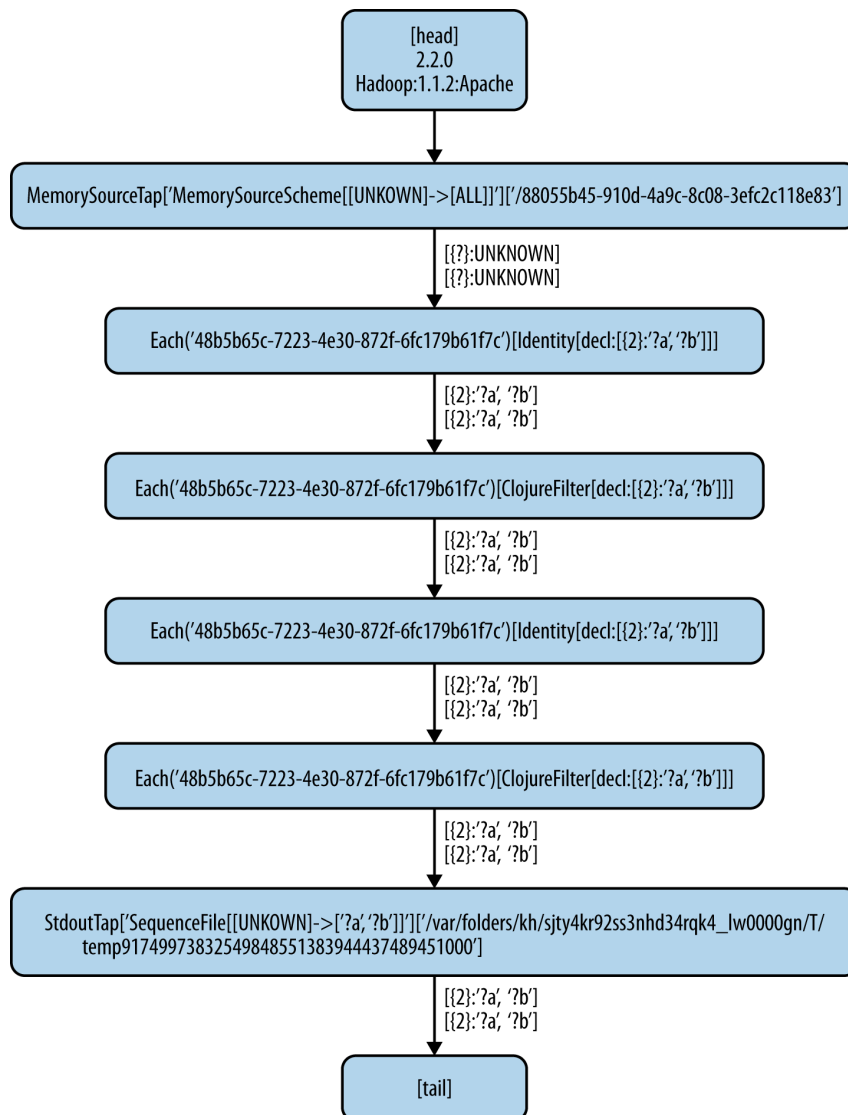 [head]
2.2.0
Hadoop:1.1.2:Apache
MemorySourceTap['MemorySourceScheme[[UNKOWN]->[ALL]]']['/88055b45-910d-4a9c-8c08-3efc2c118e83']
[{?}:UNKNOWN]
[{?}:UNKNOWN]
Each('48b5b65c-7223-4e30-872f-6fc179b61f7c')[Identity[decl:[{2}:'?a', '?b']]]
[{2}:'?a', '?b']
[{2}:'?a', '?b']
Each('48b5b65c-7223-4e30-872f-6fc179b61f7c')[ClojureFilter[decl:[{2}:'?a', '?b']]]
[{2}:'?a', '?b']
[{2}:'?a', '?b']
Each('48b5b65c-7223-4e30-872f-6fc179b61f7c')[Identity[decl:[{2}:'?a', '?b']]]
[{2}:'?a', '?b']
[{2}:'?a', '?b']
Each('48b5b65c-7223-4e30-872f-6fc179b61f7c')[ClojureFilter[decl:[{2}:'?a', '?b']]]
[{2}:'?a', '?b']
[{2}:'?a', '?b']
StdoutTap['SequenceFile[[UNKOWN]->['?a', '?b']]']['/var/folders/kh/sjty4kr92ss3nhd34rqk4_lw0000gn/T/
temp91749973832549848551383944437489451000']
[{2}:'?a', '?b']
[{2}:'?a', '?b']
[tail]